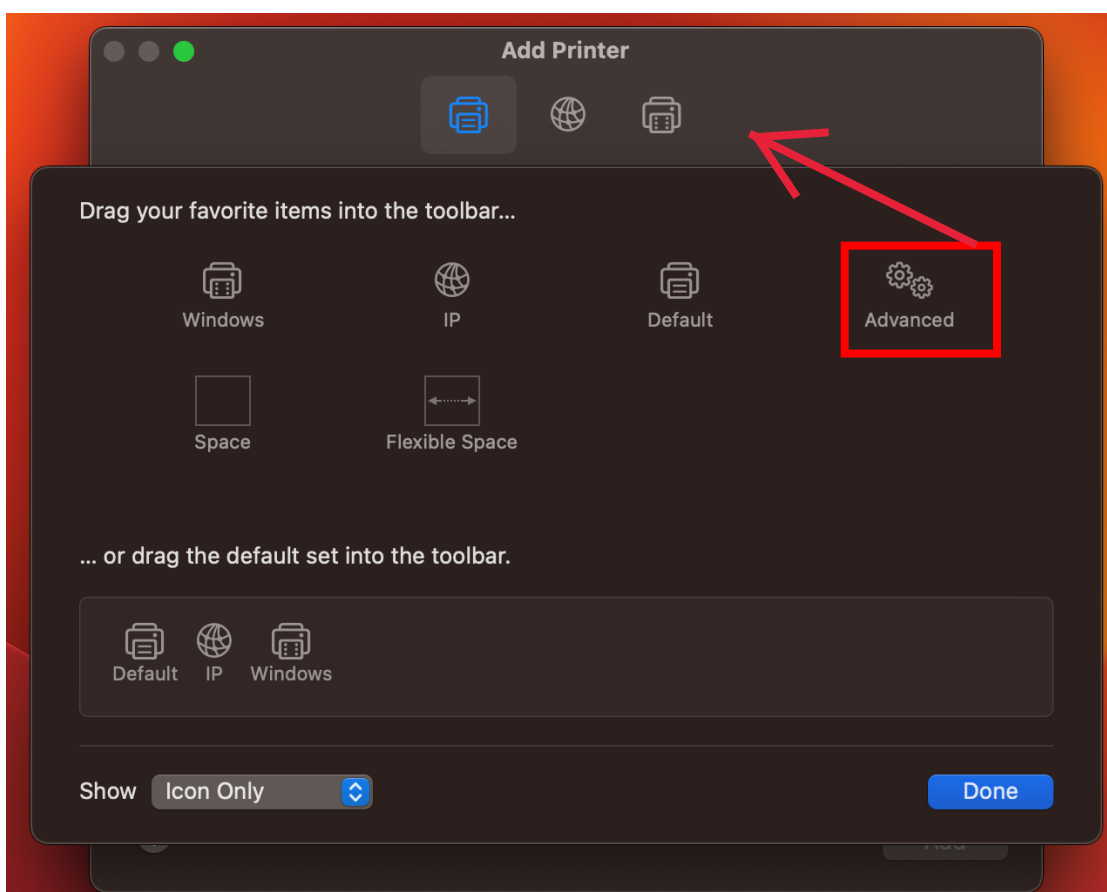 Add Printer
Drag your favorite items into the toolbar...
Windows
IP
Default
Advanced
Space
Flexible Space
... or drag the default set into the toolbar.
Default
IP
Windows
Show
Icon Only
Done
Add